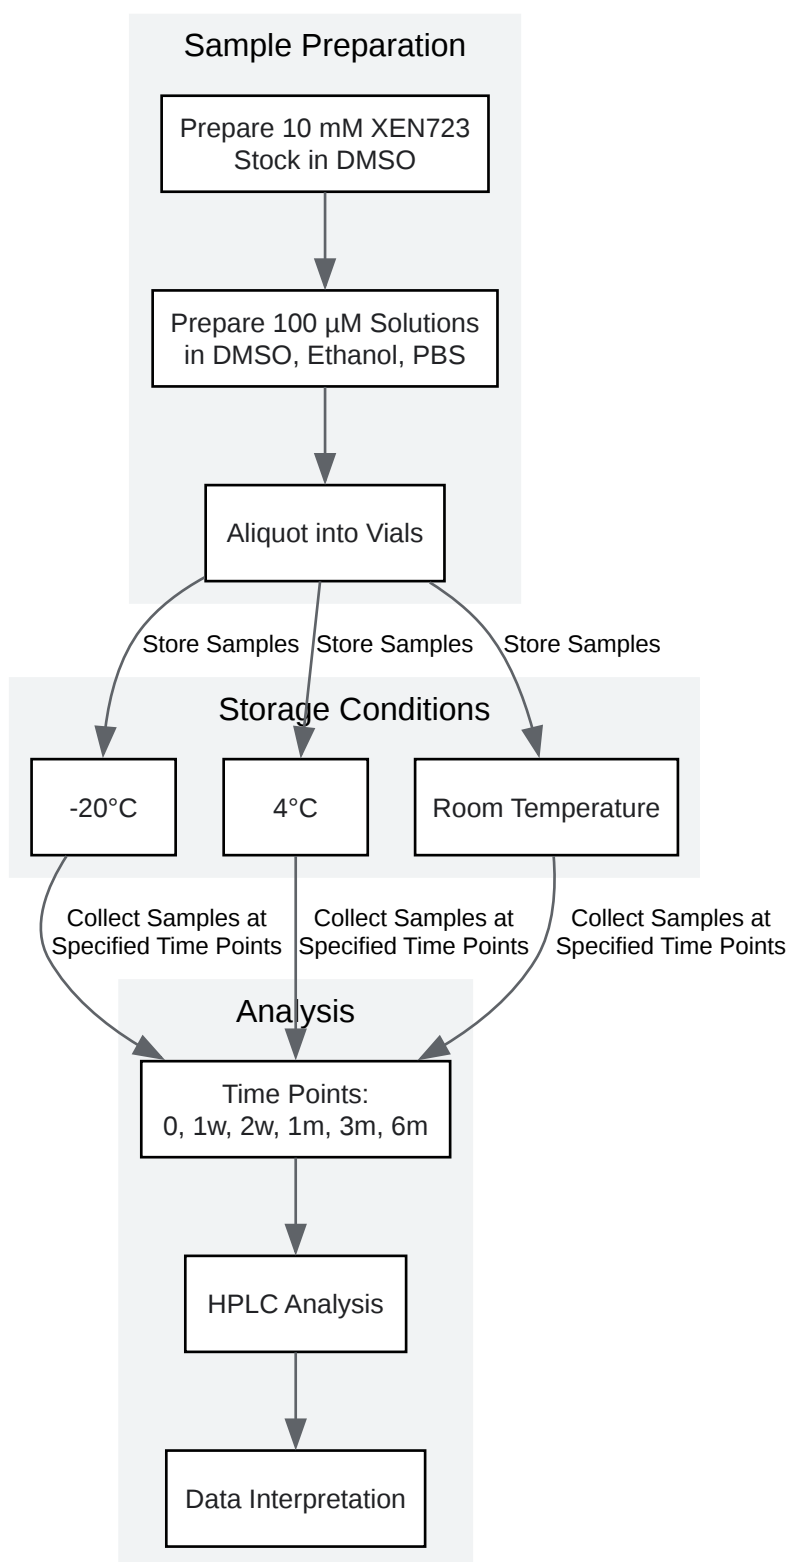 Sample Preparation
Prepare 10 mM XEN723
Stock in DMSO
Prepare 100 µM Solutions
in DMSO, Ethanol, PBS
Aliquot into Vials
Store Samples
Store Samples
Store Samples
Storage Conditions
-20°C
4°C
Room Temperature
Collect Samples at
Specified Time Points
Collect Samples at
Specified Time Points
Collect Samples at
Specified Time Points
Analysis
Time Points:
0, 1w, 2w, 1m, 3m, 6m
HPLC Analysis
Data Interpretation